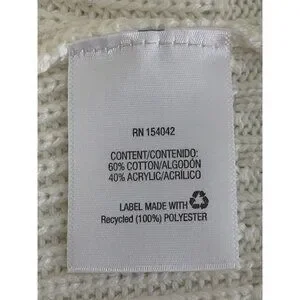 RN 154042
CONTENT/CONTENIDO:
60% COTTON/ALGODÓN
40% ACRYLIC/ACRÍLICO
LABEL MADE WITH
Recycled (100%) POLYESTER